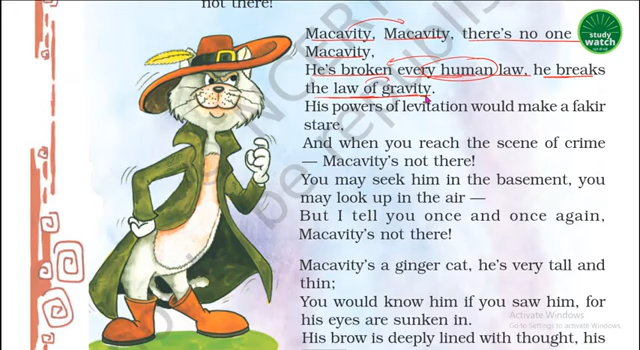 not there!
Macavity, Macavity, there's no one
Macavity,
He's broken every human law, he breaks
the law of gravity.
His powers of levitation would make a fakir
stare,
And when you reach the scene of crime
— Macavity's not there!
You may seek him in the basement, you
may look up in the air —
But I tell you once and once again,
Macavity's not there!
Macavity's a ginger cat, he's very tall and
thin;
You would know him if you saw him, for
his eyes are sunken in.
His brow is deeply lined with thought, his
study
watch
Activate Windows
Go to Settings to activate Windows.